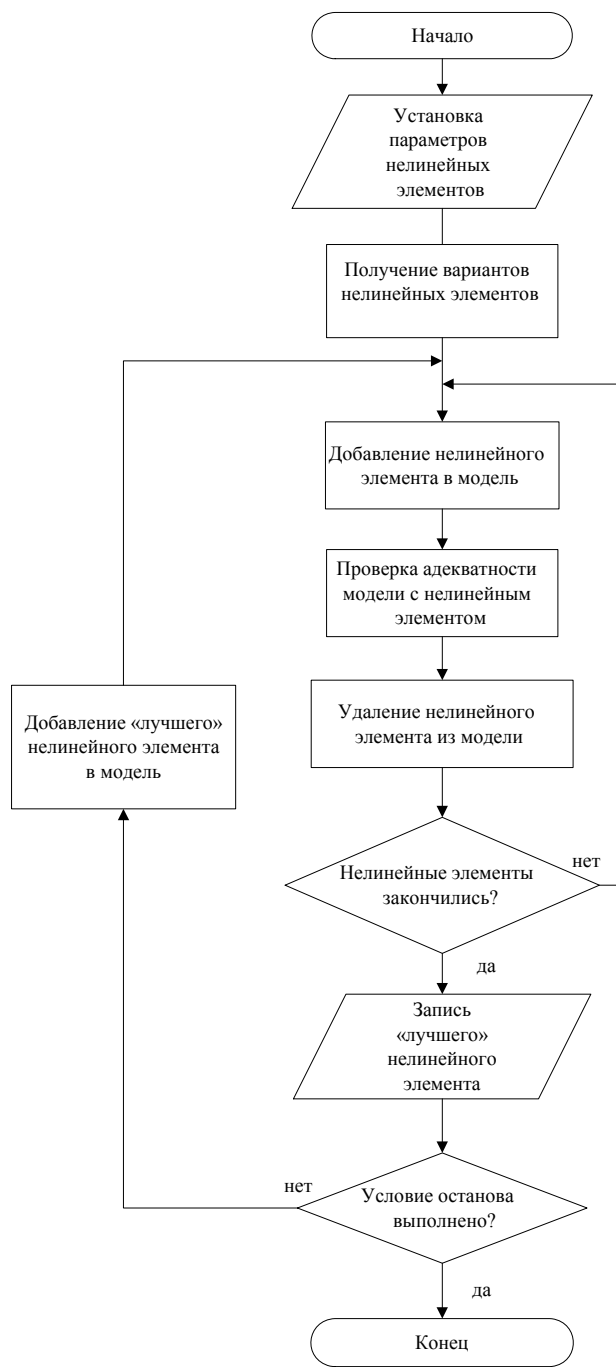 Начало
Установка
параметров
нелинейных
элементов
Получение вариантов
нелинейных элементов
Добавление нелинейного
элемента в модель
Проверка адекватности
модели с нелинейным
элементом
Удаление нелинейного
элемента из модели
Добавление «лучшего»
нелинейного элемента
в модель
Нелинейные элементы
закончились?
нет
да
Запись
«лучшего»
нелинейного
элемента
Условие останова
выполнено?
нет
да
Конец